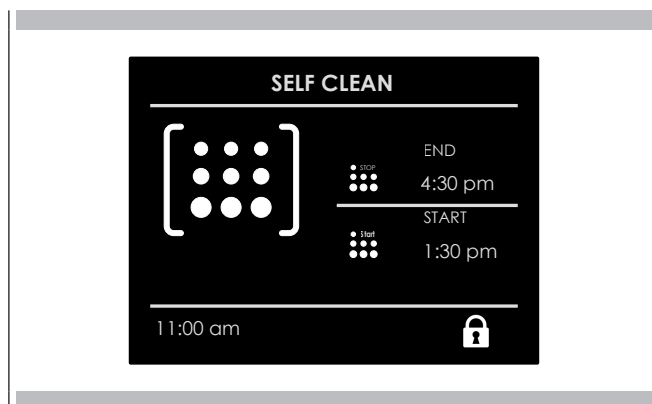 SELF CLEAN
STOP
END
4:30 pm
Start
START
1:30 pm
11:00 am